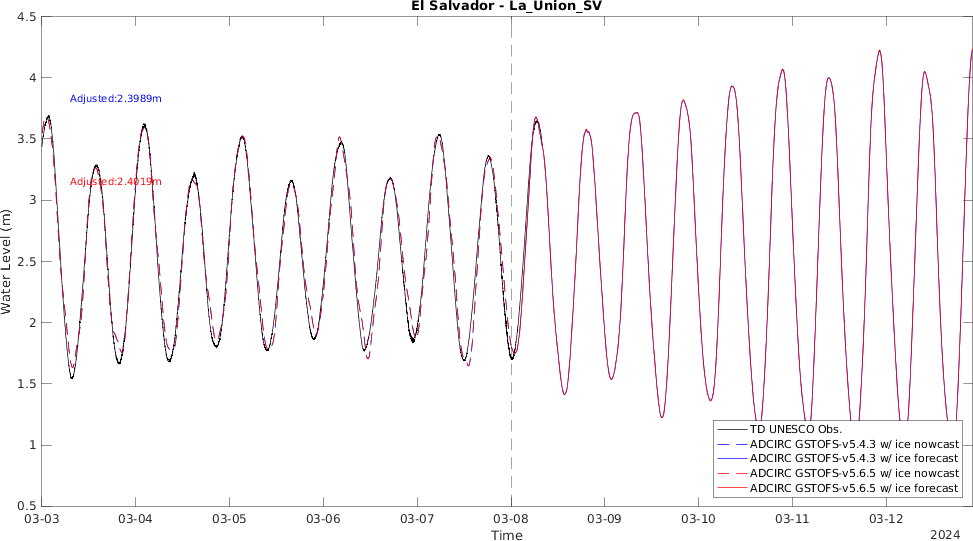 El Salvador - La_Union_SV
4.5
4
3.5
3
2.5
2
1.5
1
0.5
Water Level (m)
Adjusted:2.3989m
Adjusted:2.4019m
TD UNESCO Obs.
ADCIRC GSTOFS-v5.4.3 w/ ice nowcast
ADCIRC GSTOFS-v5.4.3 w/ ice forecast
ADCIRC GSTOFS-v5.6.5 w/ ice nowcast
ADCIRC GSTOFS-v5.6.5 w/ ice forecast
03-03 03-04 03-05 03-06 03-07 03-08 03-09 03-10 03-11 03-12
Time
2024